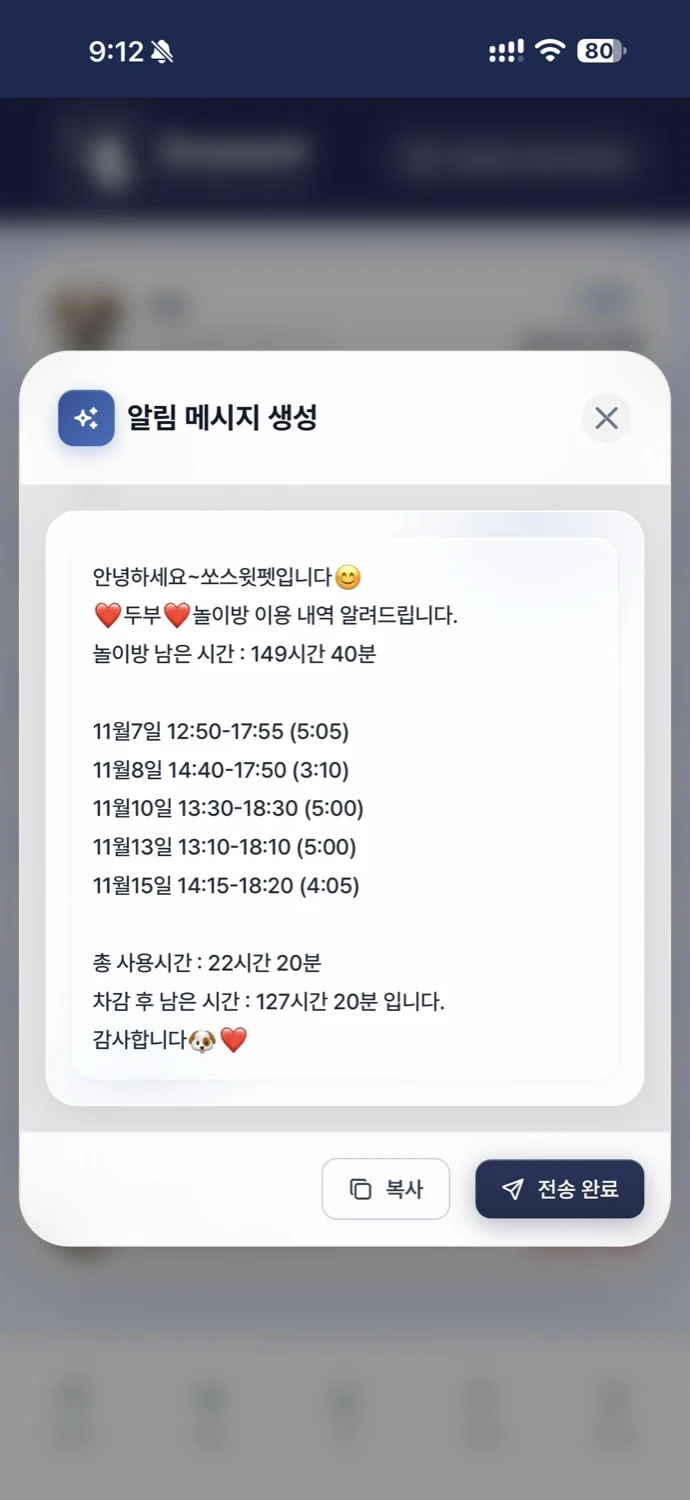 9:12
80
알림 메시지 생성
안녕하세요~쏘스윗펫입니다😊
❤️두부❤️놀이방 이용 내역 알려드립니다.
놀이방 남은 시간 : 149시간 40분
11월7일 12:50-17:55 (5:05)
11월8일 14:40-17:50 (3:10)
11월10일 13:30-18:30 (5:00)
11월13일 13:10-18:10 (5:00)
11월15일 14:15-18:20 (4:05)
총 사용시간 : 22시간 20분
차감 후 남은 시간 : 127시간 20분 입니다.
감사합니다🐶❤️
복사
전송 완료